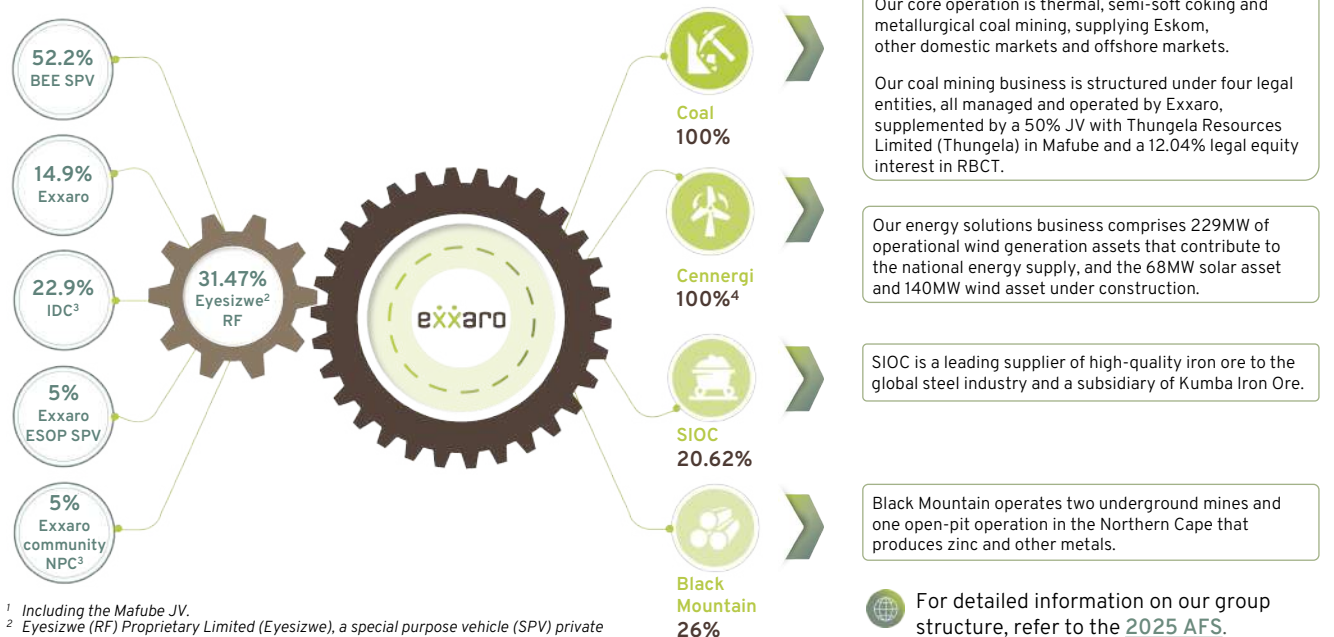 52.2%
BEE SPV
14.9%
Exxaro
22.9%
IDC³
5%
Exxaro
ESOP SPV
5%
Exxaro
community
NPC³
31.47%
Eyesizwe²
RF
exxaro
Coal
100%
Cennergi
100%⁴
SIOC
20.62%
Black
Mountain
26%
Our core operation is thermal, semi-soft coking and
metallurgical coal mining, supplying Eskom,
other domestic markets and offshore markets.
Our coal mining business is structured under four legal
entities, all managed and operated by Exxaro,
supplemented by a 50% JV with Thungela Resources
Limited (Thungela) in Mafube and a 12.04% legal equity
interest in RBCT.
Our energy solutions business comprises 229MW of
operational wind generation assets that contribute to
the national energy supply, and the 68MW solar asset
and 140MW wind asset under construction.
SIOC is a leading supplier of high-quality iron ore to the
global steel industry and a subsidiary of Kumba Iron Ore.
Black Mountain operates two underground mines and
one open-pit operation in the Northern Cape that
produces zinc and other metals.
For detailed information on our group
structure, refer to the 2025 AFS.
¹ Including the Mafube JV.
² Eyesizwe (RF) Proprietary Limited (Eyesizwe), a special purpose vehicle (SPV) private